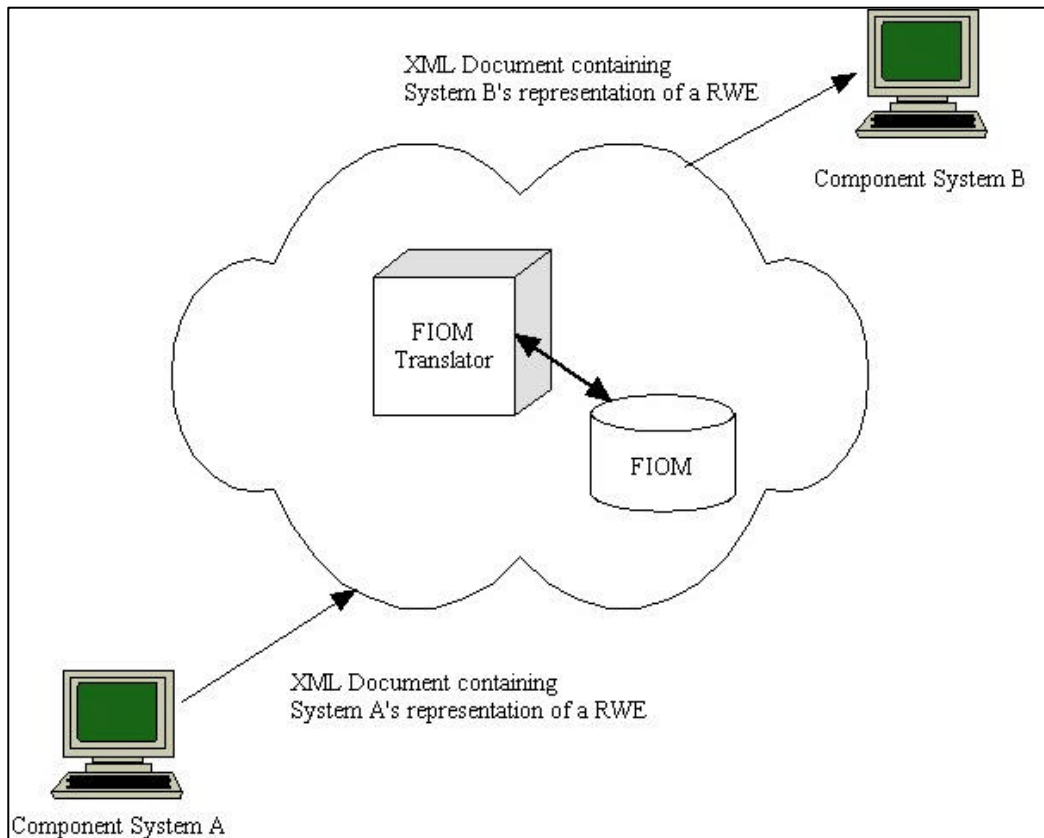 XML Document containing
System B's representation of a RWE
Component System B
FIOM
Translator
FIOM
XML Document containing
System A's representation of a RWE
Component System A